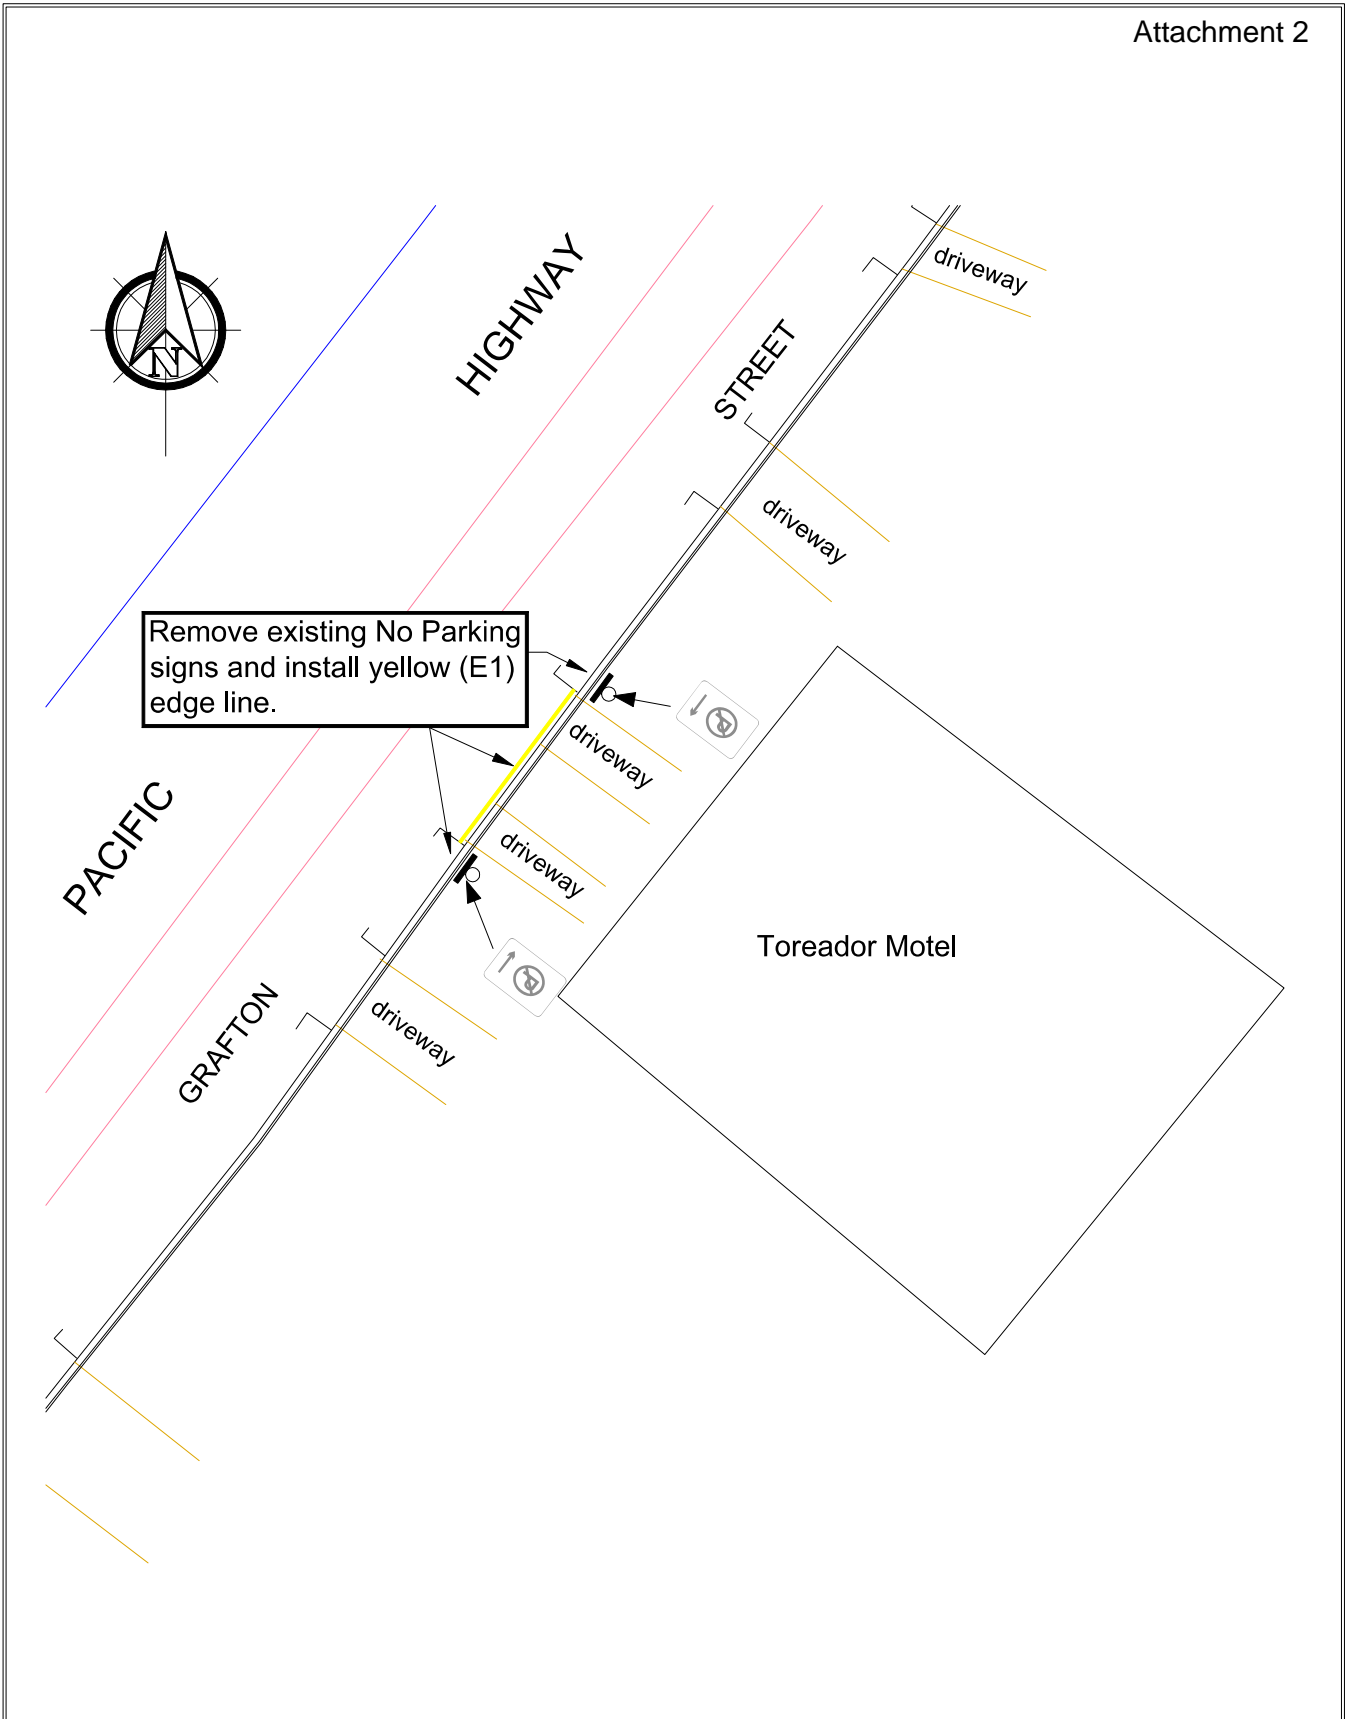 Attachment 2
N
HIGHWAY
STREET
driveway
driveway
Remove existing No Parking
signs and install yellow (E1)
edge line.
P
driveway
PACIFIC
driveway
P
Toreador Motel
GRAFTON
driveway